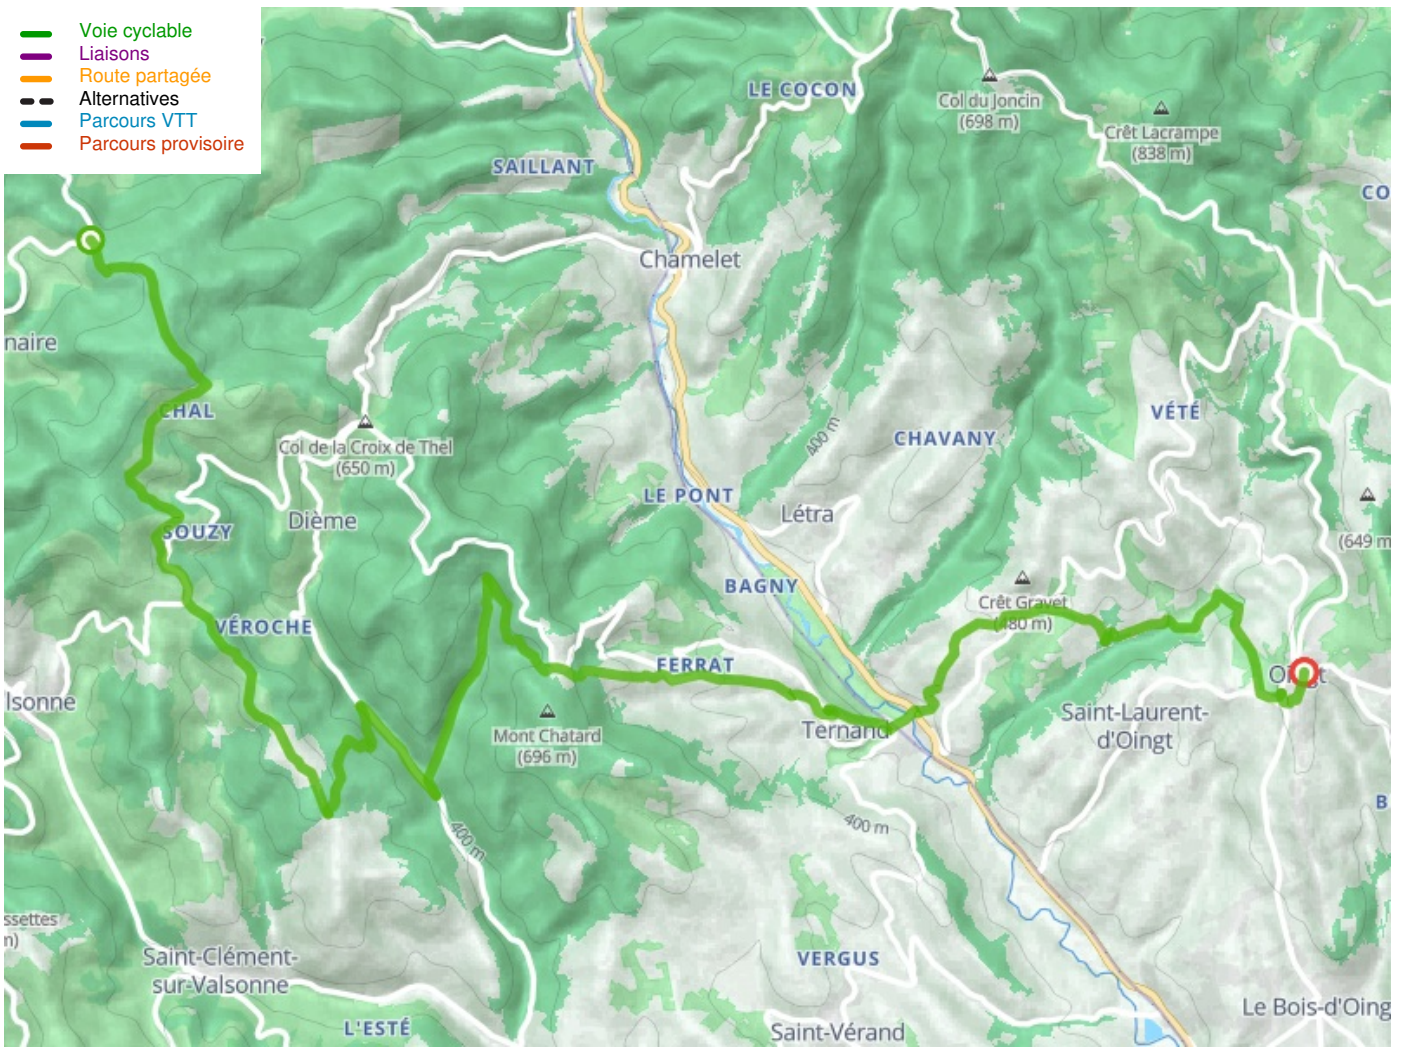 Voie cyclable
Liaisons
Route partagée
Alternatives
Parcours VTT
Parcours provisoire
LE COCON
Col du Joncin
(698 m)
Crêt Lacrampe
(838 m)
SAILLANT
CO
Chamelet
naire
CHAL
Col de la Croix de Thel
(650 m)
400 m
CHAVANY
VÉTÉ
LE PONT
Létra
Dième
SOUZY
(649 m
BAGNY
Crêt Gravet
(480 m)
VÉROCHE
FERRAT
Oingt
lsonne
Mont Chatard
(696 m)
Ternand
Saint-Laurent-
d'Oingt
B
400 m
400 m
ssettes
n)
Saint-Clément-
sur-Valsonne
VERGUS
L'ESTÉ
Saint-Vérand
Le Bois-d'Oing